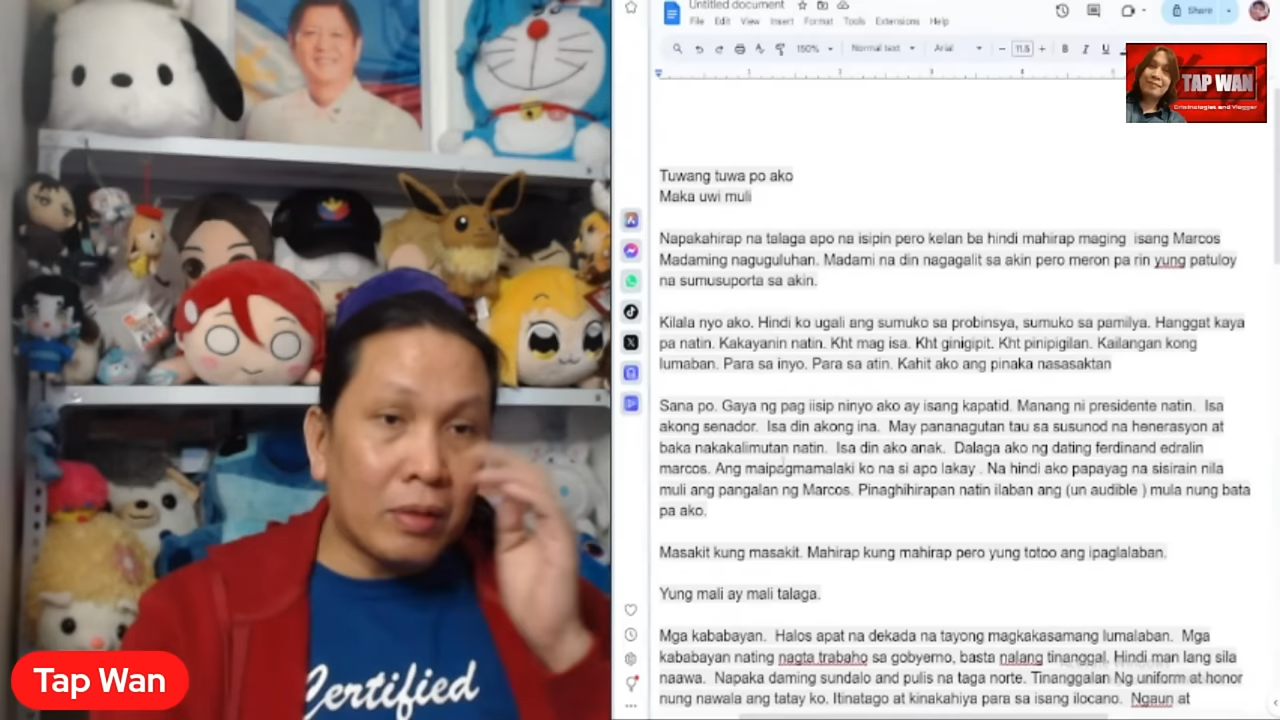 Untitled document
File Edit View Insert Format Tools Extensions Help
Share
150% Normal text Arial 11.5 B I U
TAP WAN
Criminologist and Vlogger
Tuwang tuwa po ako
Maka uwi muli
Napakahirap na talaga apo na isipin pero kelan ba hindi mahirap maging isang Marcos
Madaming naguguluhan. Madami na din nagagalit sa akin pero meron pa rin yung patuloy
na sumusuporta sa akin.
Kilala nyo ako. Hindi ko ugali ang sumuko sa probinsya, sumuko sa pamilya. Hanggat kaya
pa natin. Kakayanin natin. Kht mag isa. Kht ginigipit. Kht pinipigilan. Kailangan kong
lumaban. Para sa inyo. Para sa atin. Kahit ako ang pinaka nasasaktan
Sana po. Gaya ng pag iisip ninyo ako ay isang kapatid. Manang ni presidente natin. Isa
akong senador. Isa din akong ina. May pananagutan tau sa susunod na henerasyon at
baka nakakalimutan natin. Isa din ako anak. Dalaga ako ng dating ferdinand edralin
marcos. Ang maipagmamalaki ko na si apo lakay . Na hindi ako papayag na sisirain nila
muli ang pangalan ng Marcos. Pinaghihirapan natin ilaban ang (un audible ) mula nung bata
pa ako.
Masakit kung masakit. Mahirap kung mahirap pero yung totoo ang ipaglalaban.
Yung mali ay mali talaga.
Mga kababayan. Halos apat na dekada na tayong magkakasamang lumalaban. Mga
kababayan nating nagta trabaho sa gobyerno, basta nalang tinanggal. Hindi man lang sila
naawa. Napaka daming sundalo and pulis na taga norte. Tinanggalan Ng uniform at honor
nung nawala ang tatay ko. Itinatago at kinakahiya para sa isang ilocano. Ngaun at
Certified
Tap Wan